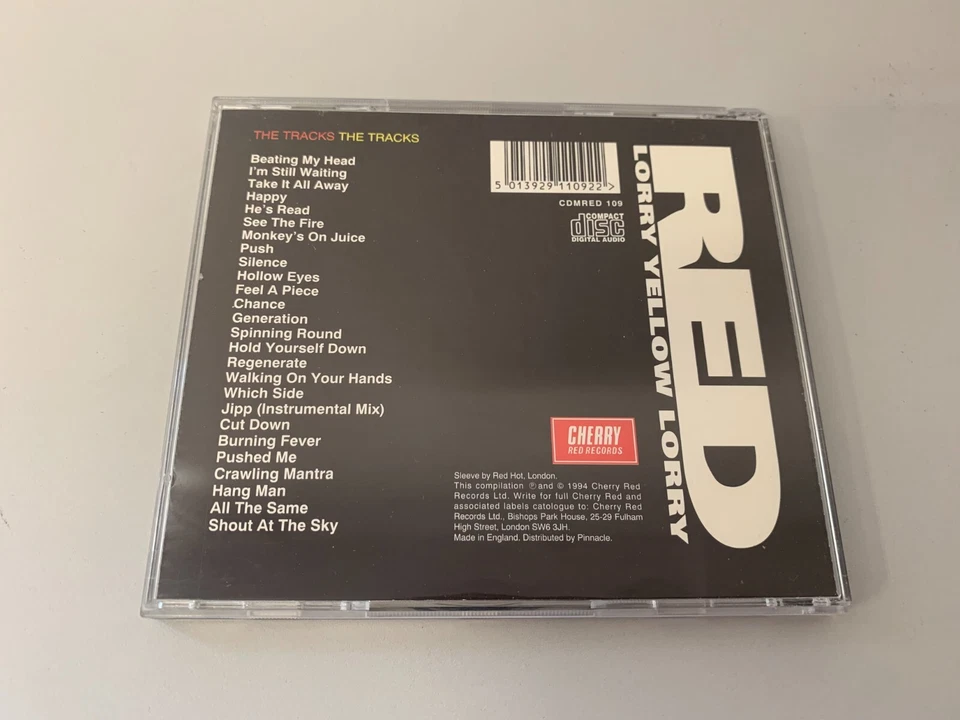 THE TRACKS THE TRACKS
Beating My Head
I'm Still Waiting
Take It All Away
Happy
He's Read
See The Fire
Monkey's On Juice
Push
Silence
Hollow Eyes
Feel A Piece
Chance
Generation
Spinning Round
Hold Yourself Down
Regenerate
Walking On Your Hands
Which Side
Jipp (Instrumental Mix)
Cut Down
Burning Fever
Pushed Me
Crawling Mantra
Hang Man
All The Same
Shout At The Sky
5 013929 110922 >
CDMRED 109
COMPACT
disc
DIGITAL AUDIO
CHERRY
RED RECORDS
Sleeve by Red Hot, London.
This compilation ℗ and © 1994 Cherry Red
Records Ltd. Write for full Cherry Red and
associated labels catologue to: Cherry Red
Records Ltd., Bishops Park House, 25-29 Fulham
High Street, London SW6 3JH.
Made in England. Distributed by Pinnacle.
RED
LORRY YELLOW LORRY